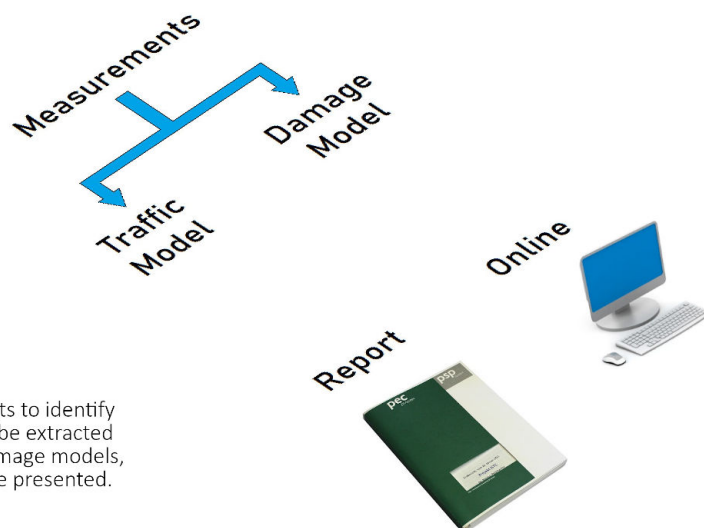 Measurements
Damage
Model
Traffic
Model
Online
Report
pec
psp
ts to identify
be extracted
mage models,
e presented.